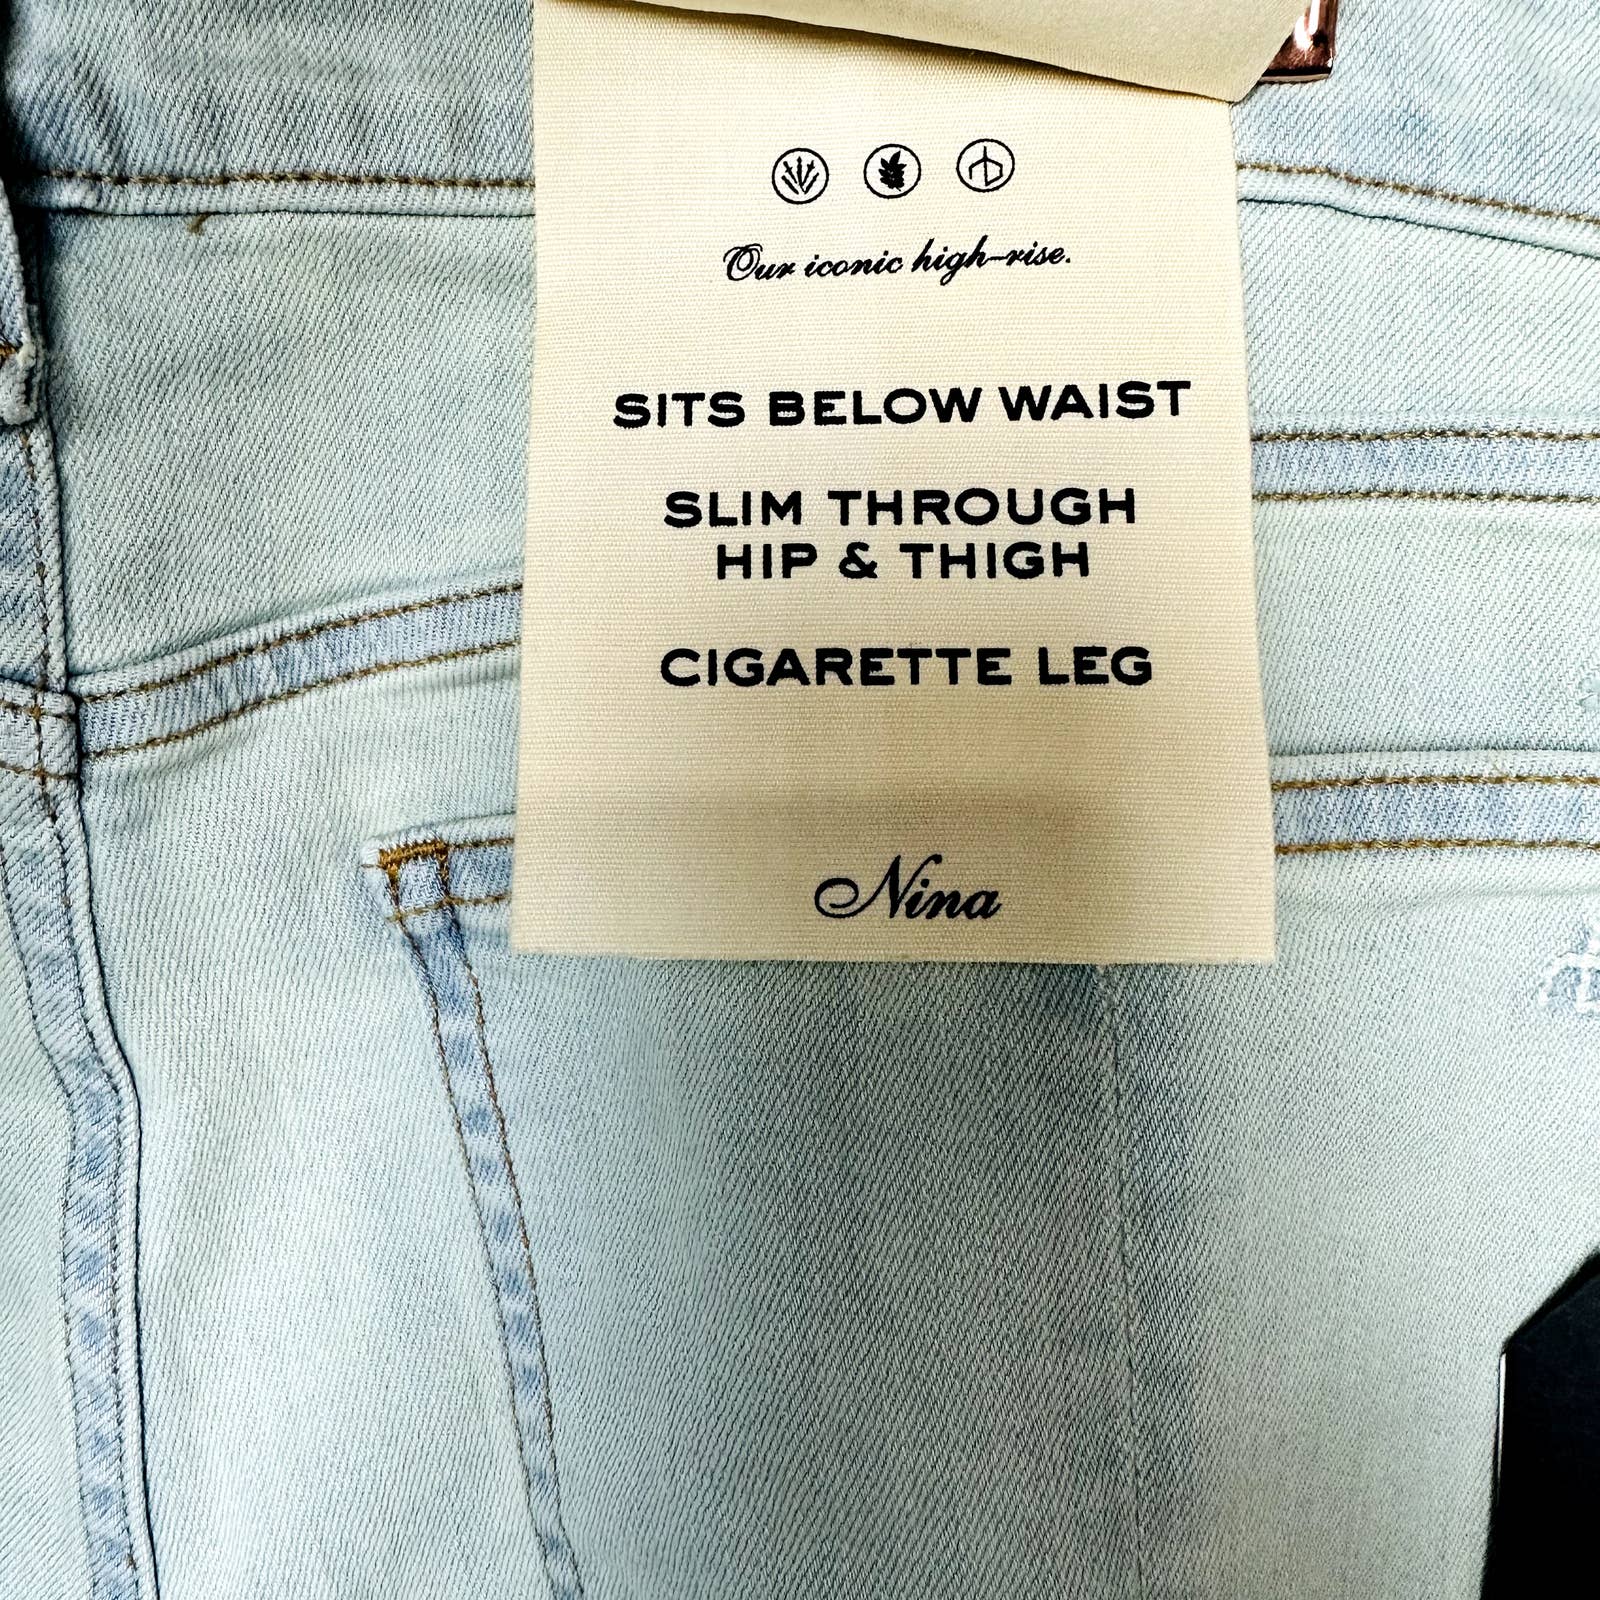 Our iconic high-rise.
SITS BELOW WAIST
SLIM THROUGH
HIP & THIGH
CIGARETTE LEG
Nina